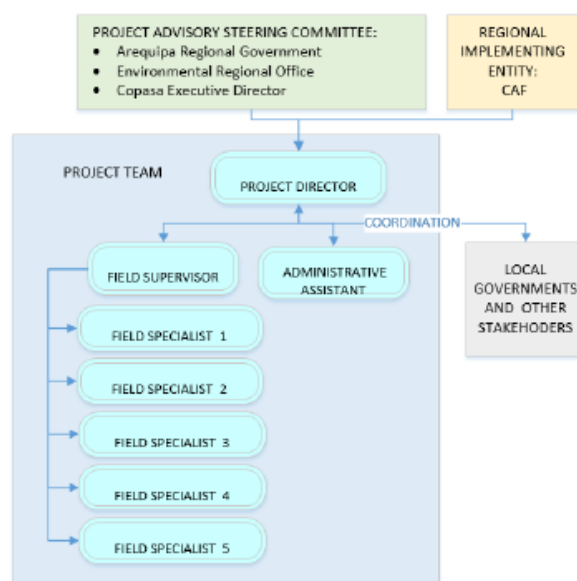 PROJECT ADVISORY STEERING COMMITTEE:
• Arequipa Regional Government
• Environmental Regional Office
• Copasa Executive Director
REGIONAL
IMPLEMENTING
ENTITY:
CAF
PROJECT TEAM
PROJECT DIRECTOR
COORDINATION
FIELD SUPERVISOR
ADMINISTRATIVE
ASSISTANT
LOCAL
GOVERNMENTS
AND OTHER
STAKEHODERS
FIELD SPECIALIST 1
FIELD SPECIALIST 2
FIELD SPECIALIST 3
FIELD SPECIALIST 4
FIELD SPECIALIST 5